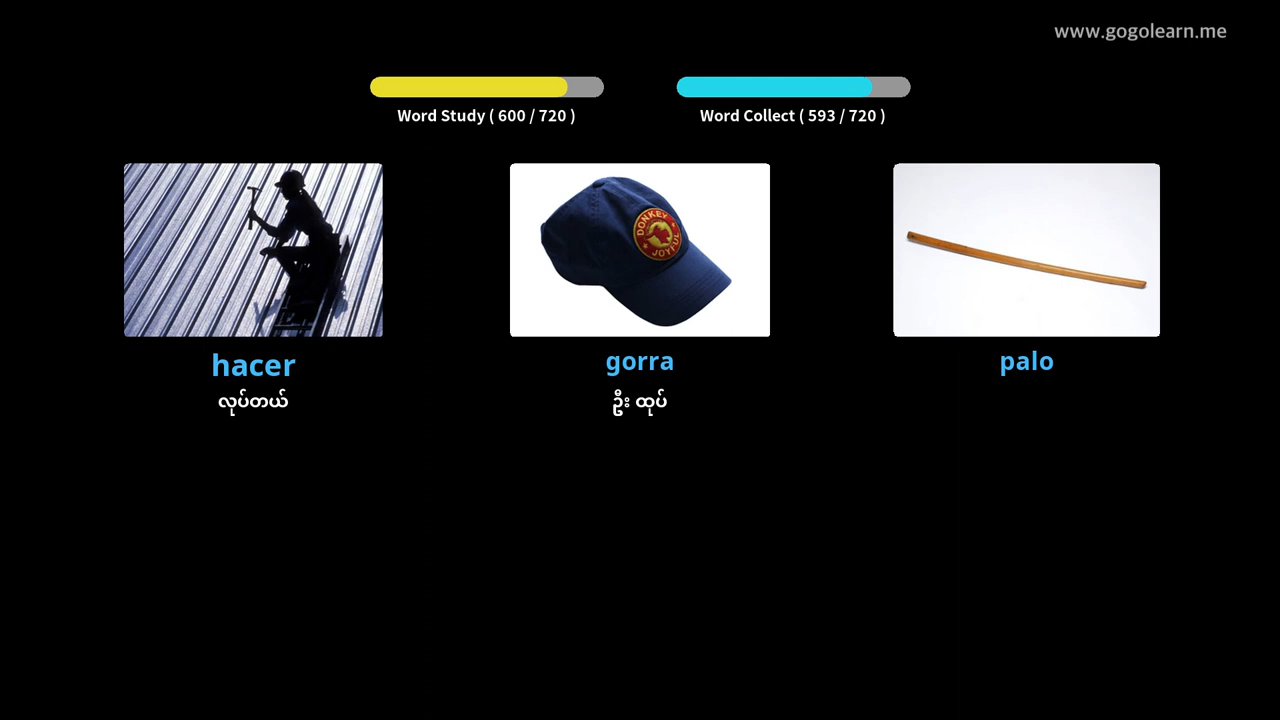 www.gogolearn.me
Word Study ( 600 / 720 )
Word Collect ( 593 / 720 )
DONKEY
JOYFUL
hacer
gorra
palo
လုပ်တယ်
ဦး ထုပ်